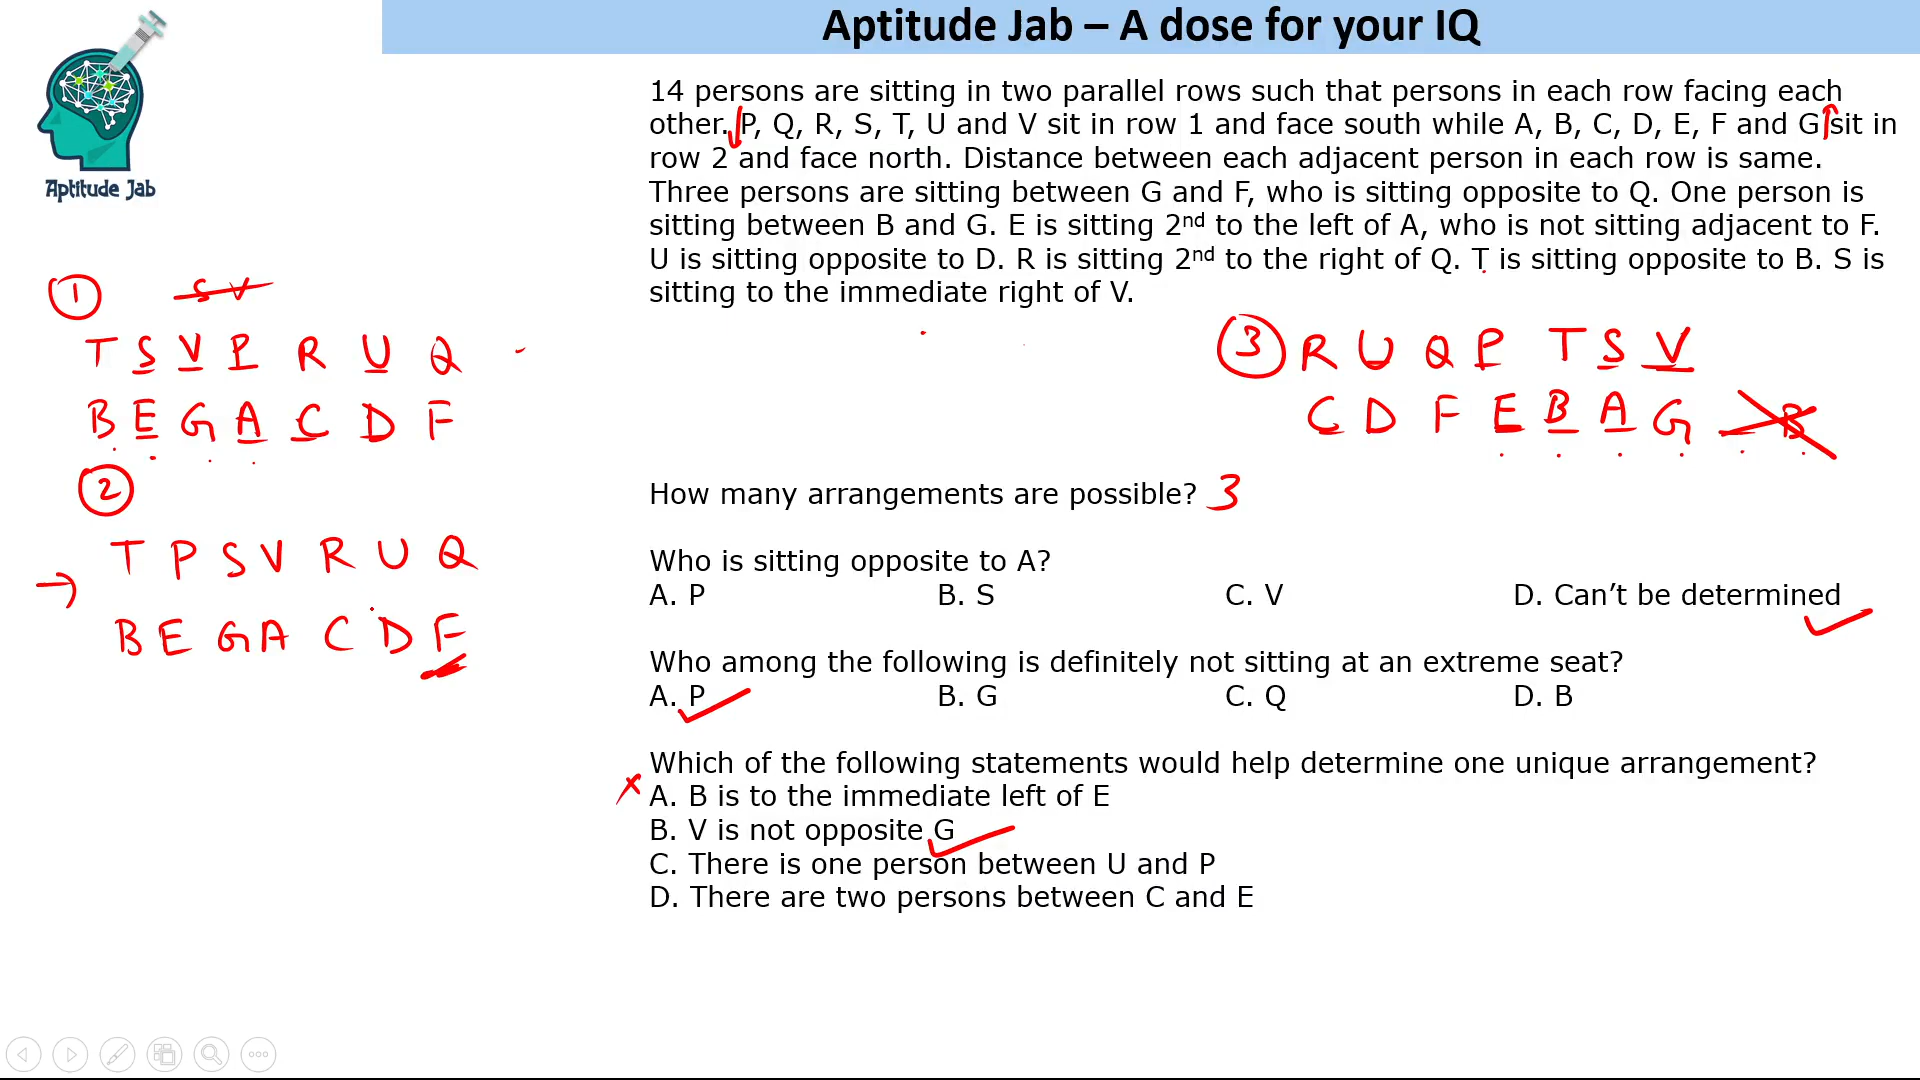 Aptitude Jab – A dose for your IQ
Aptitude Jab
14 persons are sitting in two parallel rows such that persons in each row facing each
other. P, Q, R, S, T, U and V sit in row 1 and face south while A, B, C, D, E, F and G sit in
row 2 and face north. Distance between each adjacent person in each row is same.
Three persons are sitting between G and F, who is sitting opposite to Q. One person is
sitting between B and G. E is sitting 2nd to the left of A, who is not sitting adjacent to F.
U is sitting opposite to D. R is sitting 2nd to the right of Q. T is sitting opposite to B. S is
sitting to the immediate right of V.
1 S V
T S V P R U Q
B E G A C D F
2
T P S V R U Q
B E G A C D F
3 R U Q P T S V
C D F E B A G B
How many arrangements are possible? 3
Who is sitting opposite to A?
A. P B. S C. V D. Can't be determined
Who among the following is definitely not sitting at an extreme seat?
A. P B. G C. Q D. B
Which of the following statements would help determine one unique arrangement?
A. B is to the immediate left of E
B. V is not opposite G
C. There is one person between U and P
D. There are two persons between C and E